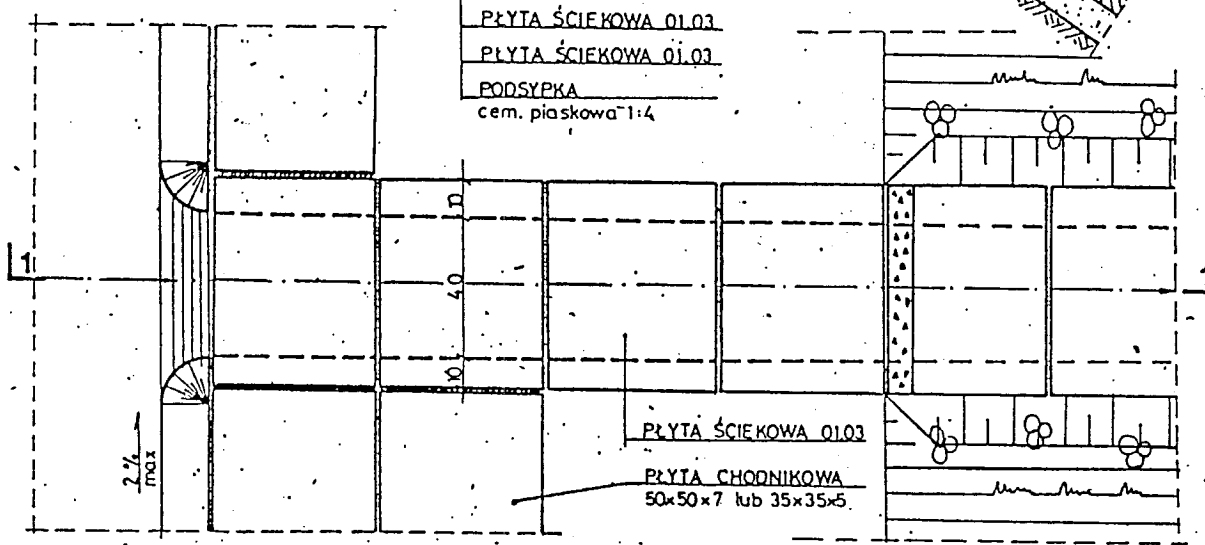 PŁYTA ŚCIEKOWA 01.03
PŁYTA ŚCIEKOWA 01.03
PODSYPKA
cem. piaskowa 1:4
1
10
40
10
2% max
PŁYTA ŚCIEKOWA 01.03
PŁYTA CHODNIKOWA
50x50x7 lub 35x35x5